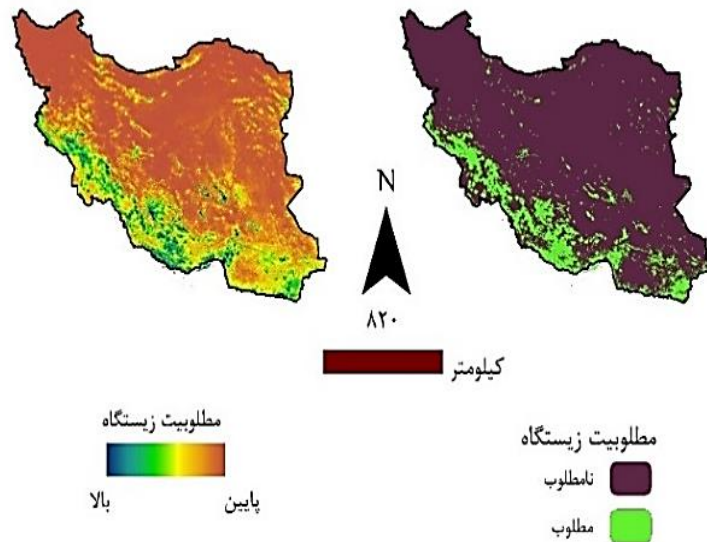 N
۸۲۰
کیلومتر
مطلوبیت زیستگاه
بالا
پایین
مطلوبیت زیستگاه
نامطلوب
مطلوب